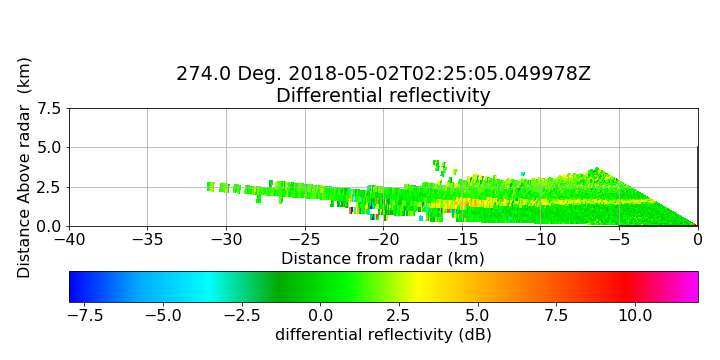 274.0 Deg. 2018-05-02T02:25:05.049978Z
Differential reflectivity
Distance Above radar  (km)
7.5
5.0
2.5
0.0
−40 −35 −30 −25 −20 −15 −10 −5 0
Distance from radar (km)
−7.5 −5.0 −2.5 0.0 2.5 5.0 7.5 10.0
differential reflectivity (dB)